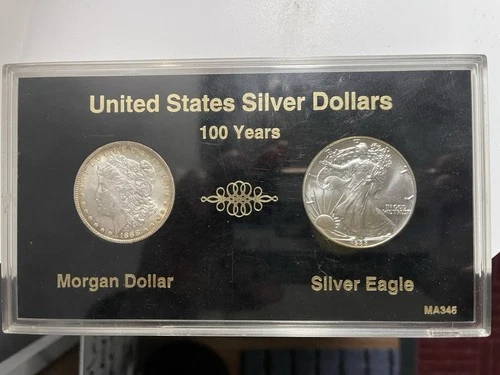 United States Silver Dollars
100 Years
Morgan Dollar
Silver Eagle
MA345